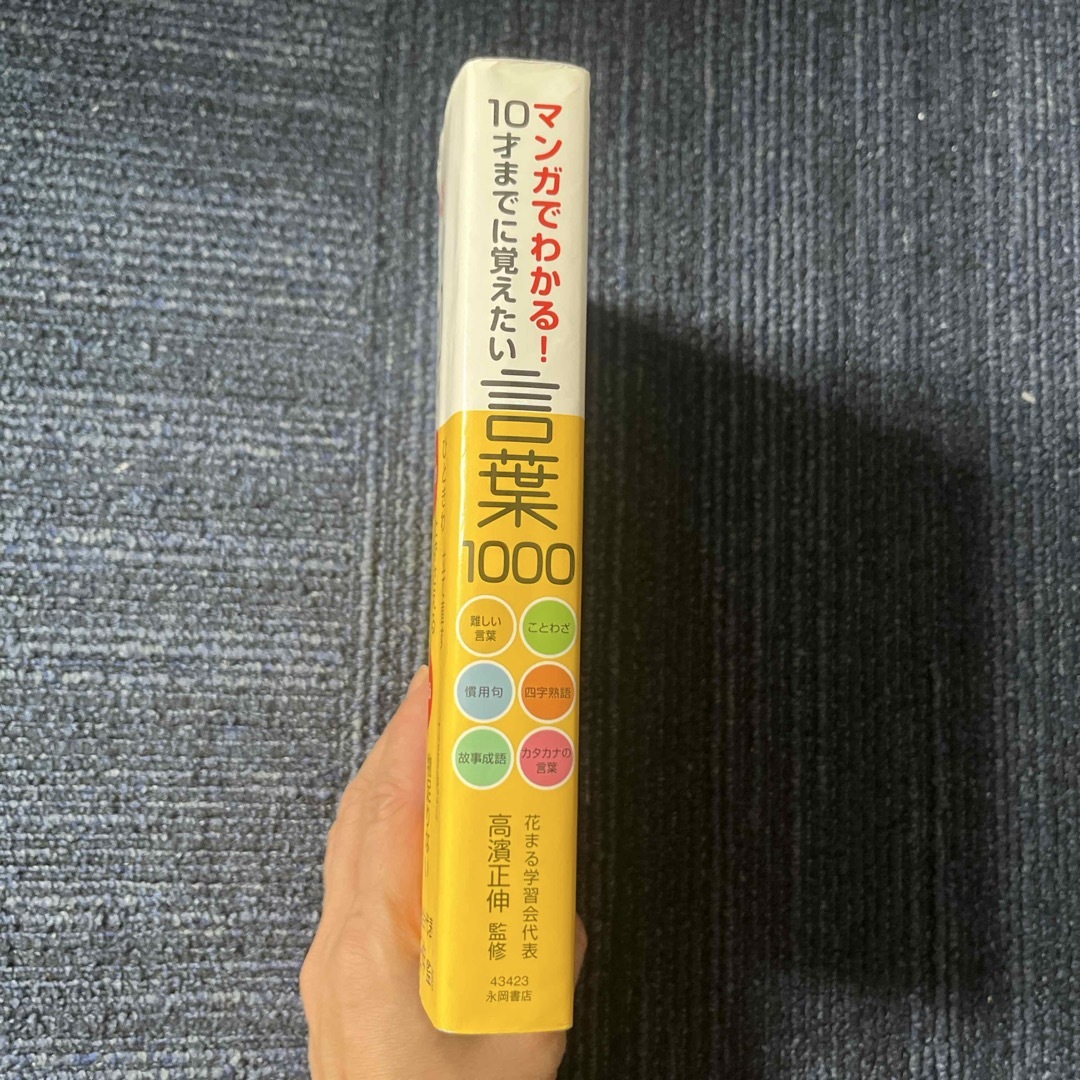 マンガでわかる！
10才までに覚えたい
言葉
1000
難しい
言葉
ことわざ
慣用句
四字熟語
故事成語
カタカナの
言葉
花まる学習会代表
高濱正伸 監修
43423
永岡書店